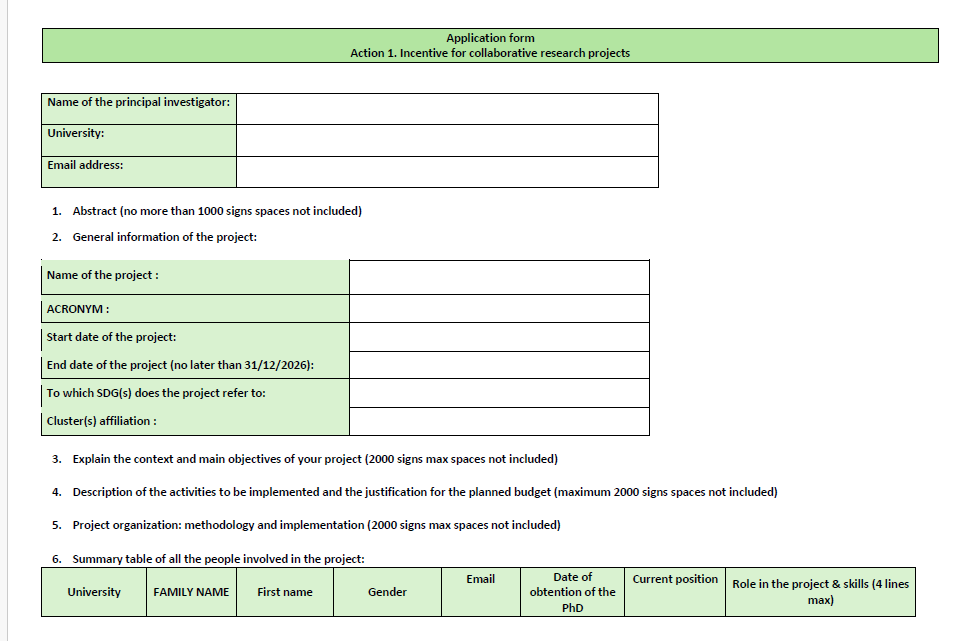 Application form
Action 1. Incentive for collaborative research projects
Name of the principal investigator:
University:
Email address:
1. Abstract (no more than 1000 signs spaces not included)
2. General information of the project:
Name of the project :
ACRONYM :
Start date of the project:
End date of the project (no later than 31/12/2026):
To which SDG(s) does the project refer to:
Cluster(s) affiliation :
3. Explain the context and main objectives of your project (2000 signs max spaces not included)
4. Description of the activities to be implemented and the justification for the planned budget (maximum 2000 signs spaces not included)
5. Project organization: methodology and implementation (2000 signs max spaces not included)
6. Summary table of all the people involved in the project:
University
FAMILY NAME
First name
Gender
Email
Date of
obtention of the
PhD
Current position
Role in the project & skills (4 lines
max)